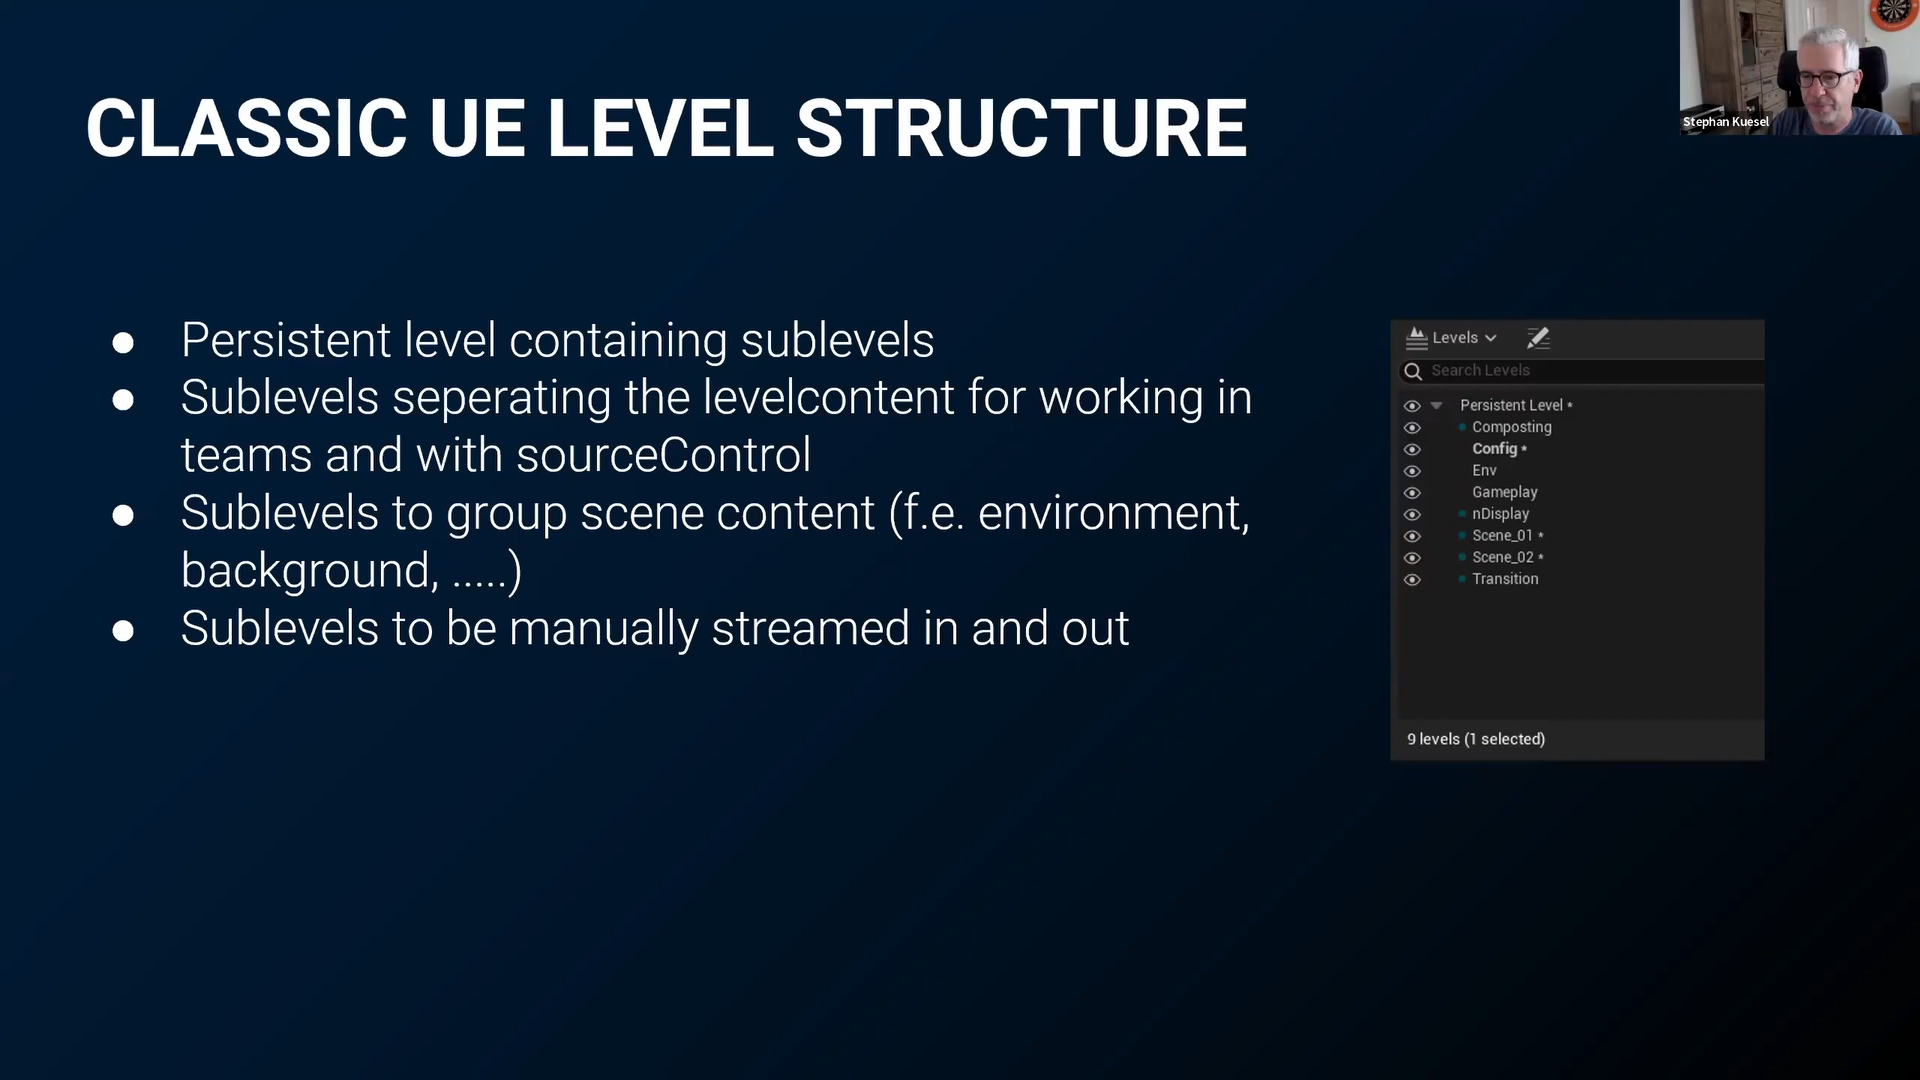 CLASSIC UE LEVEL STRUCTURE
Stephan Kuesel
● Persistent level containing sublevels
● Sublevels seperating the levelcontent for working in
teams and with sourceControl
● Sublevels to group scene content (f.e. environment,
background, .....)
● Sublevels to be manually streamed in and out
Levels
Search Levels
Persistent Level *
Composting
Config *
Env
Gameplay
nDisplay
Scene_01 *
Scene_02 *
Transition
9 levels (1 selected)